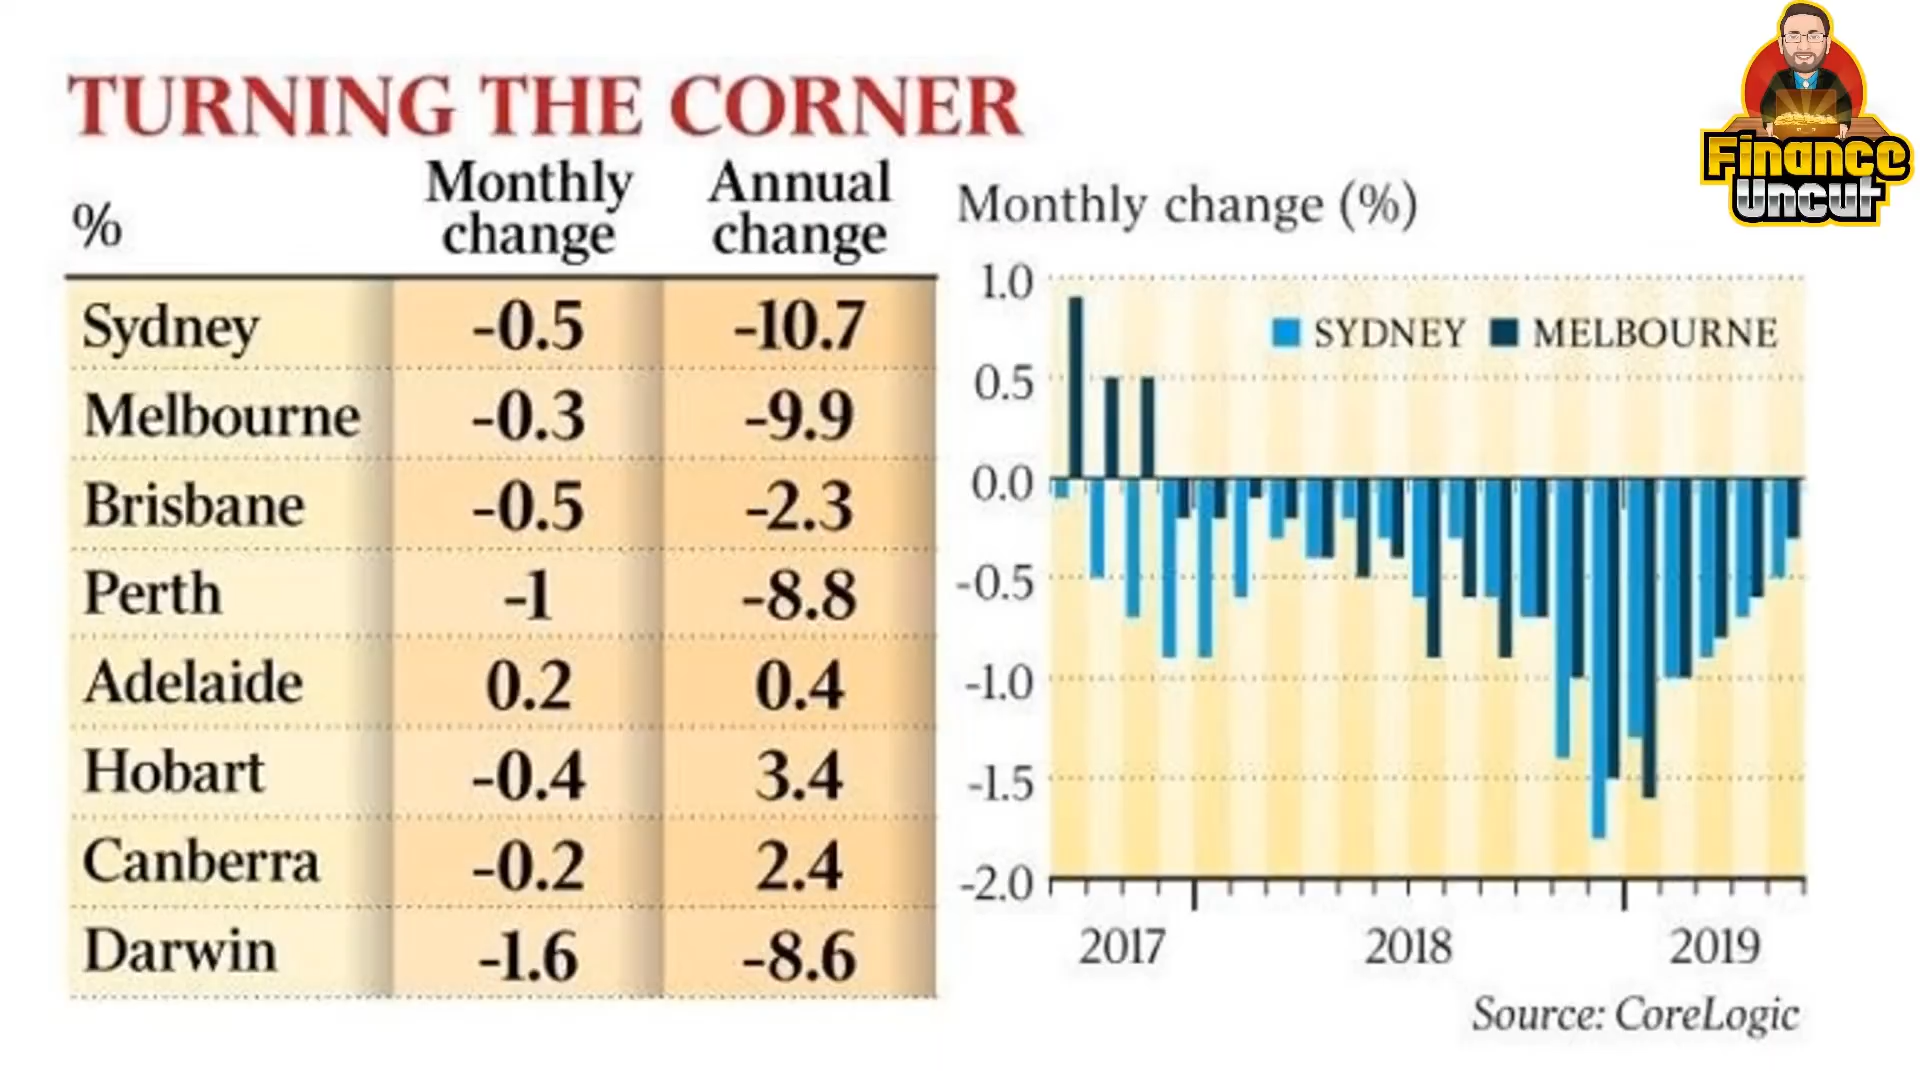 TURNING THE CORNER
% Monthly change Annual change
Sydney -0.5 -10.7
Melbourne -0.3 -9.9
Brisbane -0.5 -2.3
Perth -1 -8.8
Adelaide 0.2 0.4
Hobart -0.4 3.4
Canberra -0.2 2.4
Darwin -1.6 -8.6
Monthly change (%)
SYDNEY MELBOURNE
1.0
0.5
0.0
-0.5
-1.0
-1.5
-2.0
2017 2018 2019
Source: CoreLogic
Finance
Uncut